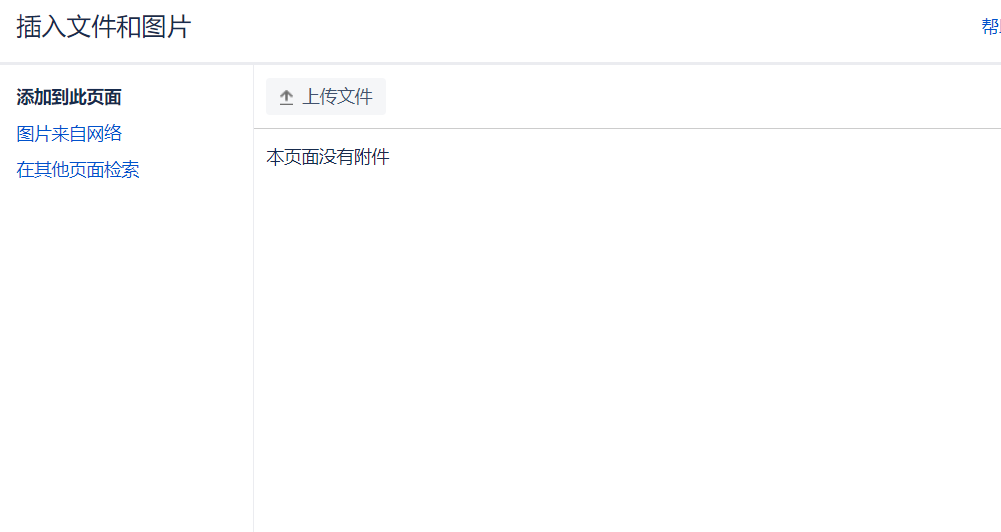 插入文件和图片
帮
添加到此页面
图片来自网络
在其他页面检索
上传文件
本页面没有附件